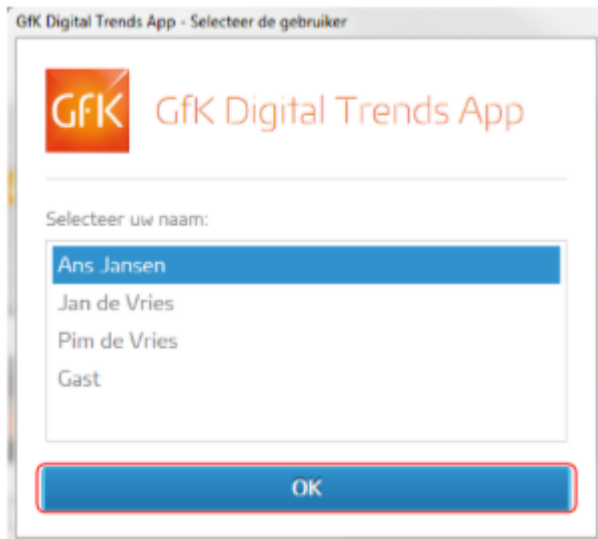 GfK Digital Trends App - Selecteer de gebruiker
GfK GfK Digital Trends App
Selecteer uw naam:
Ans Jansen
Jan de Vries
Pim de Vries
Gast
OK